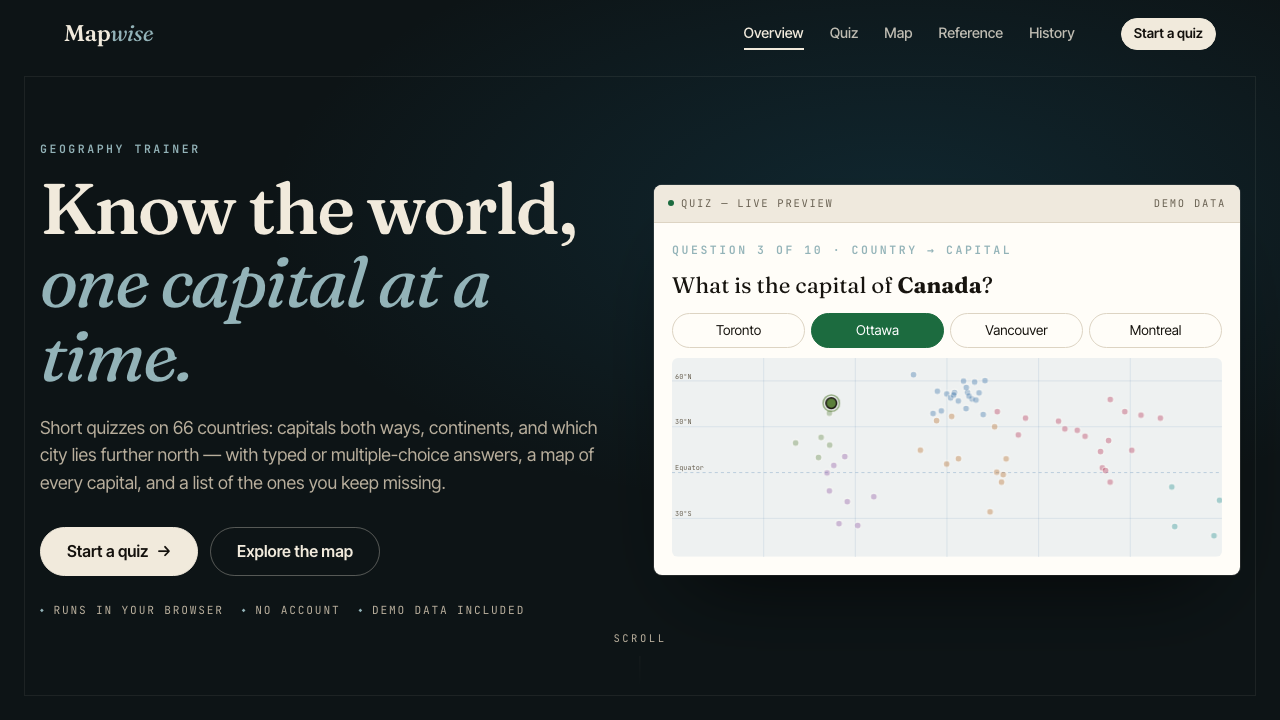 Mapwise
Overview Quiz Map Reference History Start a quiz
GEOGRAPHY TRAINER
Know the world,
one capital at a
time.
Short quizzes on 66 countries: capitals both ways, continents, and which
city lies further north — with typed or multiple-choice answers, a map of
every capital, and a list of the ones you keep missing.
Start a quiz → Explore the map
RUNS IN YOUR BROWSER NO ACCOUNT DEMO DATA INCLUDED
QUIZ — LIVE PREVIEW DEMO DATA
QUESTION 3 OF 10 · COUNTRY → CAPITAL
What is the capital of Canada?
Toronto Ottawa Vancouver Montreal
60°N
30°N
Equator
30°S
SCROLL